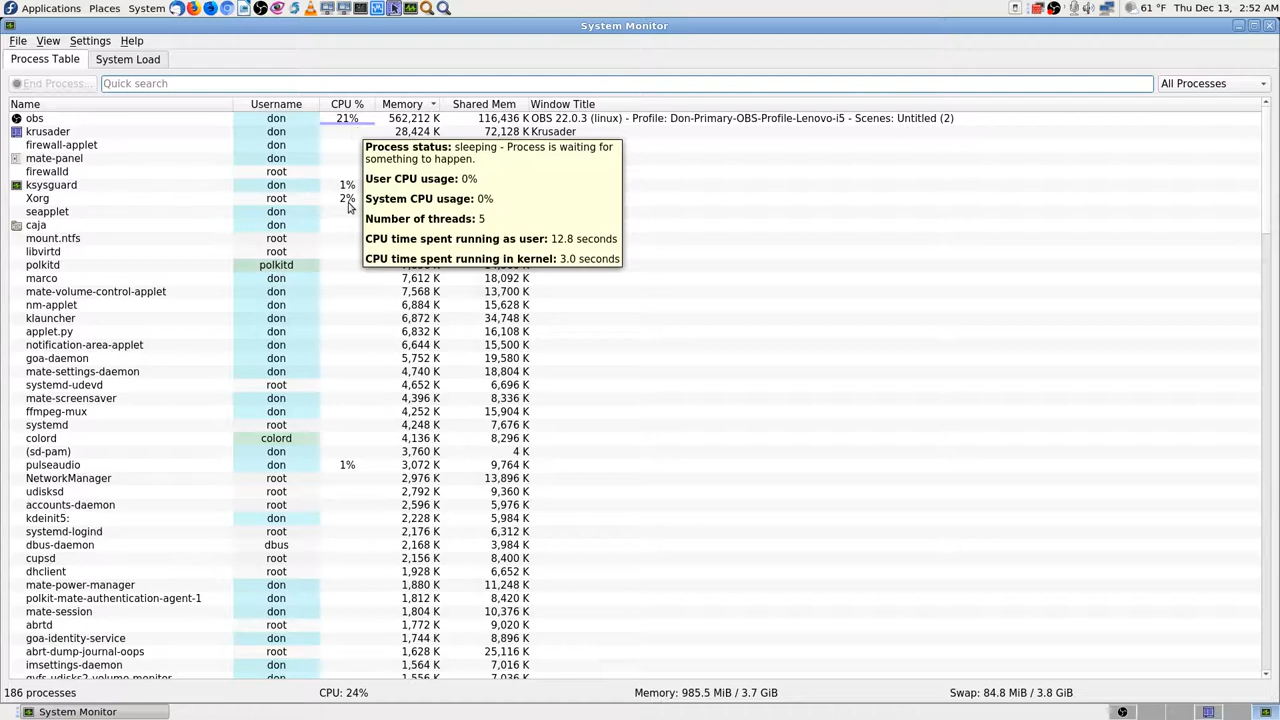 Applications Places System 61 °F Thu Dec 13, 2:52 AM
System Monitor
File View Settings Help
Process Table System Load
End Process... Quick search All Processes
Name Username CPU % Memory Shared Mem Window Title
obs don 21% 562,212 K 116,436 K OBS 22.0.3 (linux) - Profile: Don-Primary-OBS-Profile-Lenovo-i5 - Scenes: Untitled (2)
krusader don 28,424 K 72,128 K Krusader
firewall-applet don
mate-panel don
firewalld root
ksysguard don 1%
Xorg root 2%
seapplet don
caja don
mount.ntfs root
libvirtd root
polkitd polkitd
Process status: sleeping - Process is waiting for
something to happen.
User CPU usage: 0%
System CPU usage: 0%
Number of threads: 5
CPU time spent running as user: 12.8 seconds
CPU time spent running in kernel: 3.0 seconds
marco don 7,612 K 18,092 K
mate-volume-control-applet don 7,568 K 13,700 K
nm-applet don 6,884 K 15,628 K
klauncher don 6,872 K 34,748 K
applet.py don 6,832 K 16,108 K
notification-area-applet don 6,644 K 15,500 K
goa-daemon don 5,752 K 19,580 K
mate-settings-daemon don 4,740 K 18,804 K
systemd-udevd root 4,652 K 6,696 K
mate-screensaver don 4,396 K 8,336 K
ffmpeg-mux don 4,252 K 15,904 K
systemd root 4,248 K 7,676 K
colord colord 4,136 K 8,296 K
(sd-pam) don 3,760 K 4 K
pulseaudio don 1% 3,072 K 9,764 K
NetworkManager root 2,976 K 13,896 K
udisksd root 2,792 K 9,360 K
accounts-daemon root 2,596 K 5,976 K
kdeinit5: don 2,228 K 5,984 K
systemd-logind root 2,176 K 6,312 K
dbus-daemon dbus 2,168 K 3,984 K
cupsd root 2,156 K 8,400 K
dhclient root 1,928 K 6,652 K
mate-power-manager don 1,880 K 11,248 K
polkit-mate-authentication-agent-1 don 1,812 K 8,420 K
mate-session don 1,804 K 10,376 K
abrtd root 1,772 K 9,020 K
goa-identity-service don 1,744 K 8,896 K
abrt-dump-journal-oops root 1,628 K 25,116 K
imsettings-daemon don 1,564 K 7,016 K
gvfs-udisks2-volume-monitor don 1,556 K 7,036 K
186 processes CPU: 24% Memory: 985.5 MiB / 3.7 GiB Swap: 84.8 MiB / 3.8 GiB
System Monitor